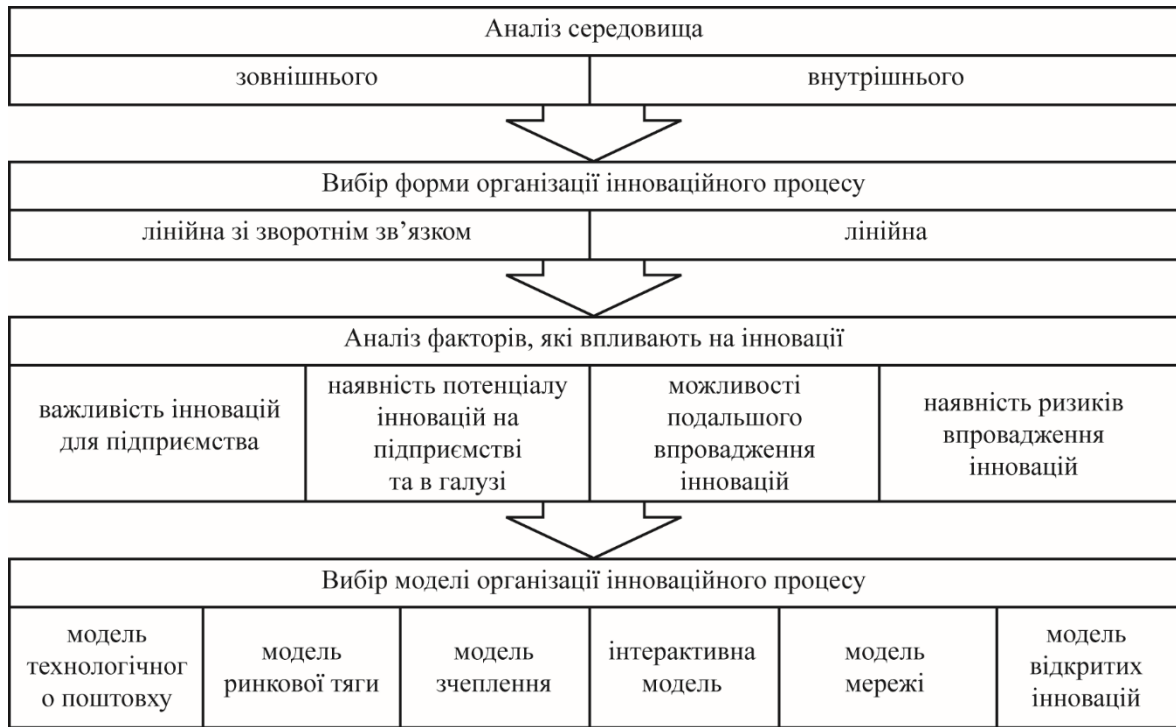 Аналіз середовища
зовнішнього
внутрішнього
Вибір форми організації інноваційного процесу
лінійна зі зворотнім зв’язком
лінійна
Аналіз факторів, які впливають на інновації
важливість інновацій
для підприємства
наявність потенціалу
інновацій на
підприємстві
та в галузі
можливості
подальшого
впровадження
інновацій
наявність ризиків
впровадження
інновацій
Вибір моделі організації інноваційного процесу
модель
технологічног
о поштовху
модель
ринкової тяги
модель
зчеплення
інтерактивна
модель
модель
мережі
модель
відкритих
інновацій